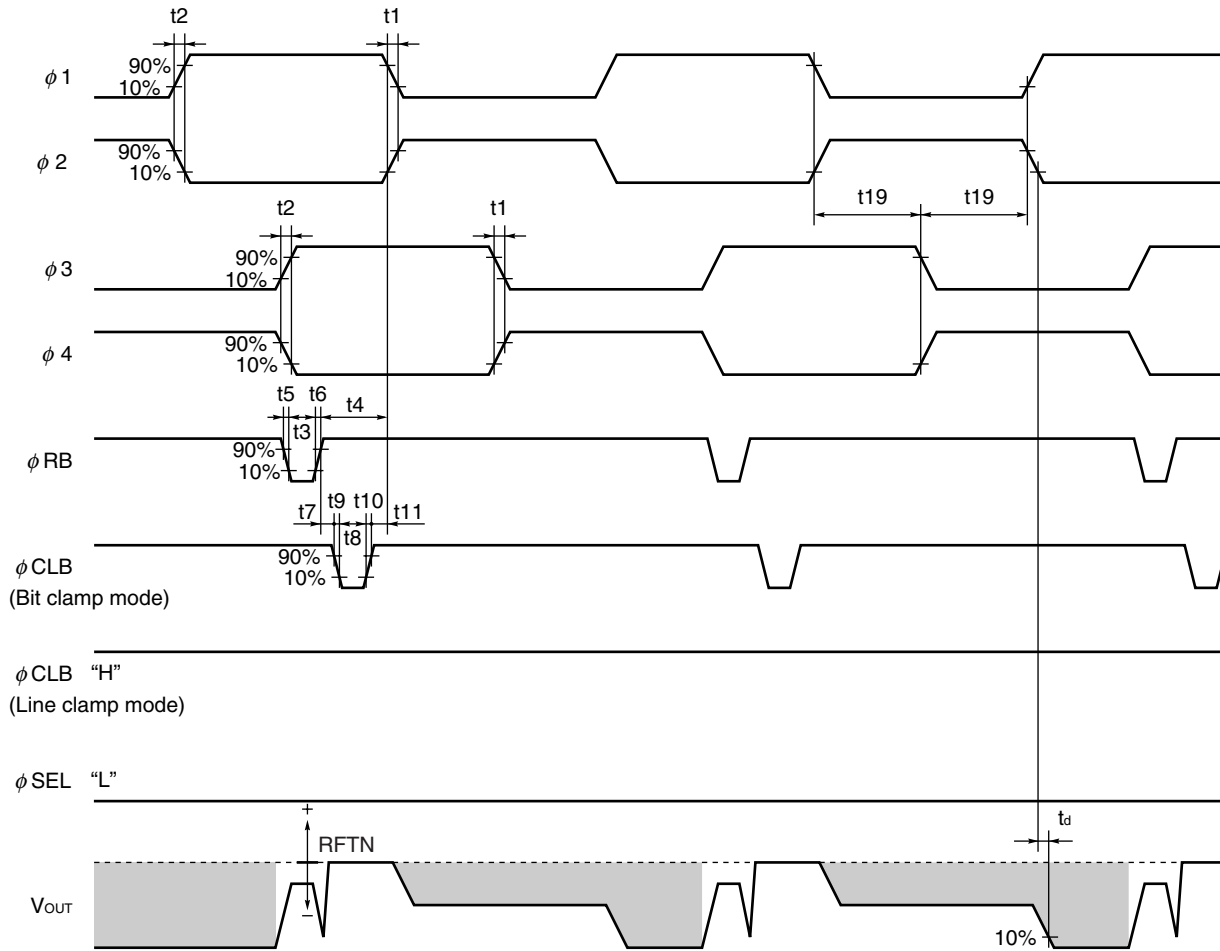 t2 t1
90%
10%
ϕ1
90%
10%
ϕ2
t19 t19
t2 t1
90%
10%
ϕ3
90%
10%
ϕ4
t5 t6 t4
t3
90%
10%
ϕRB
t9 t10
t7 t8 t11
90%
10%
ϕCLB
(Bit clamp mode)
ϕCLB “H”
(Line clamp mode)
ϕSEL “L”
+
RFTN
−
td
VOUT
10%